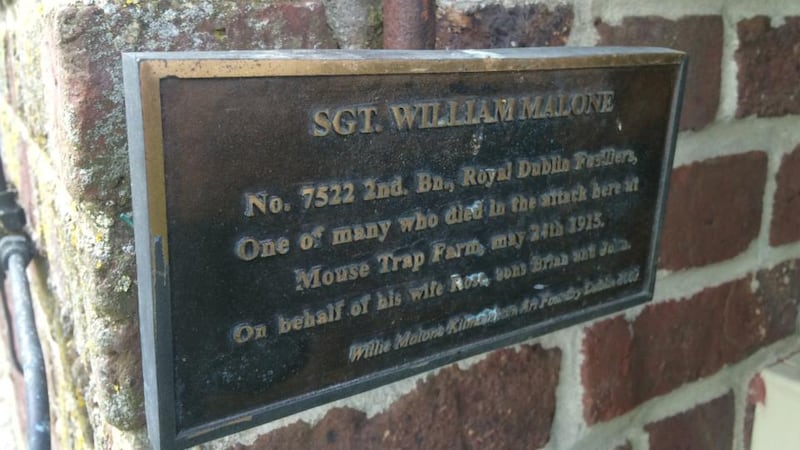 SGT. WILLIAM MALONE
No. 7522 2nd. Bn., Royal Dublin Fusiliers,
One of many who died in the attack here at
Mouse Trap Farm, may 24th 1915.
On behalf of his wife Rose, sons Brian and John.
Willie Malone Kilmainham Art Foundry Dublin